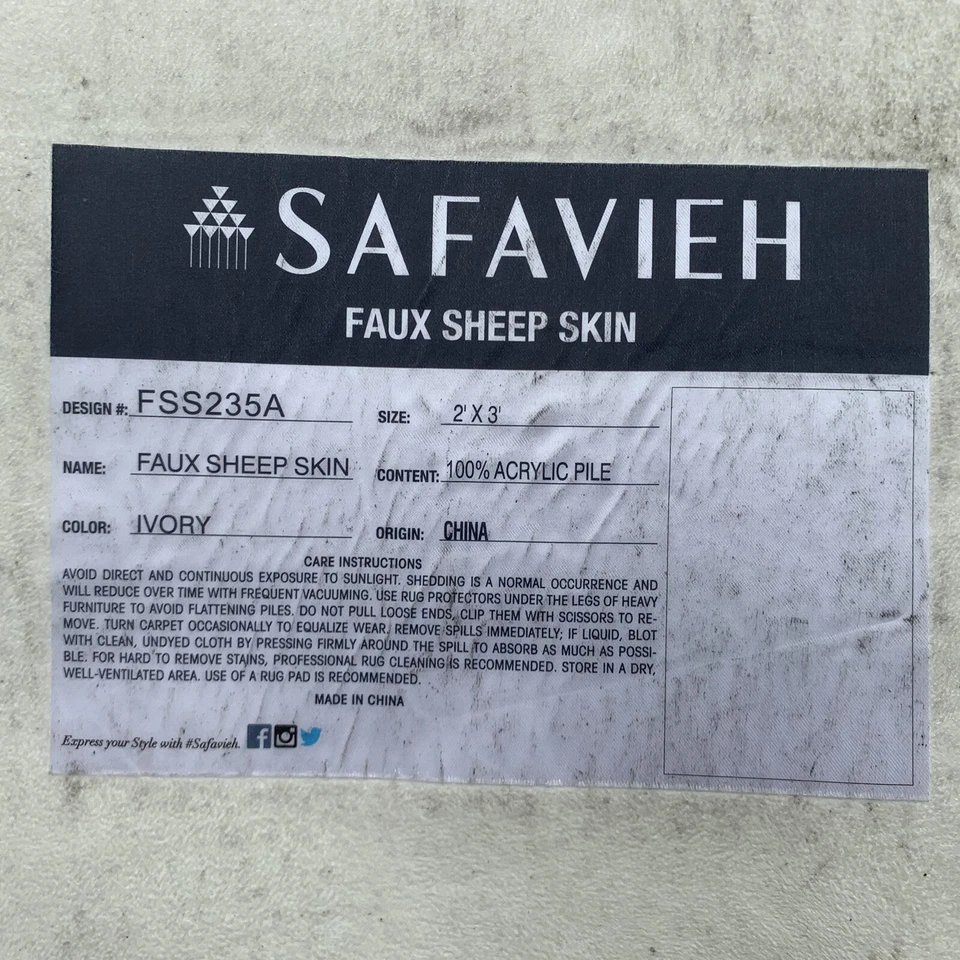 SAFAVIEH
FAUX SHEEP SKIN
DESIGN #: FSS235A SIZE: 2' X 3'
NAME: FAUX SHEEP SKIN CONTENT: 100% ACRYLIC PILE
COLOR: IVORY ORIGIN: CHINA
CARE INSTRUCTIONS
AVOID DIRECT AND CONTINUOUS EXPOSURE TO SUNLIGHT. SHEDDING IS A NORMAL OCCURRENCE AND
WILL REDUCE OVER TIME WITH FREQUENT VACUUMING. USE RUG PROTECTORS UNDER THE LEGS OF HEAVY
FURNITURE TO AVOID FLATTENING PILES. DO NOT PULL LOOSE ENDS, CLIP THEM WITH SCISSORS TO RE-
MOVE. TURN CARPET OCCASIONALLY TO EQUALIZE WEAR, REMOVE SPILLS IMMEDIATELY; IF LIQUID, BLOT
WITH CLEAN, UNDYED CLOTH BY PRESSING FIRMLY AROUND THE SPILL TO ABSORB AS MUCH AS POSSI-
BLE. FOR HARD TO REMOVE STAINS, PROFESSIONAL RUG CLEANING IS RECOMMENDED. STORE IN A DRY,
WELL-VENTILATED AREA. USE OF A RUG PAD IS RECOMMENDED.
MADE IN CHINA
Express your Style with #Safavieh.